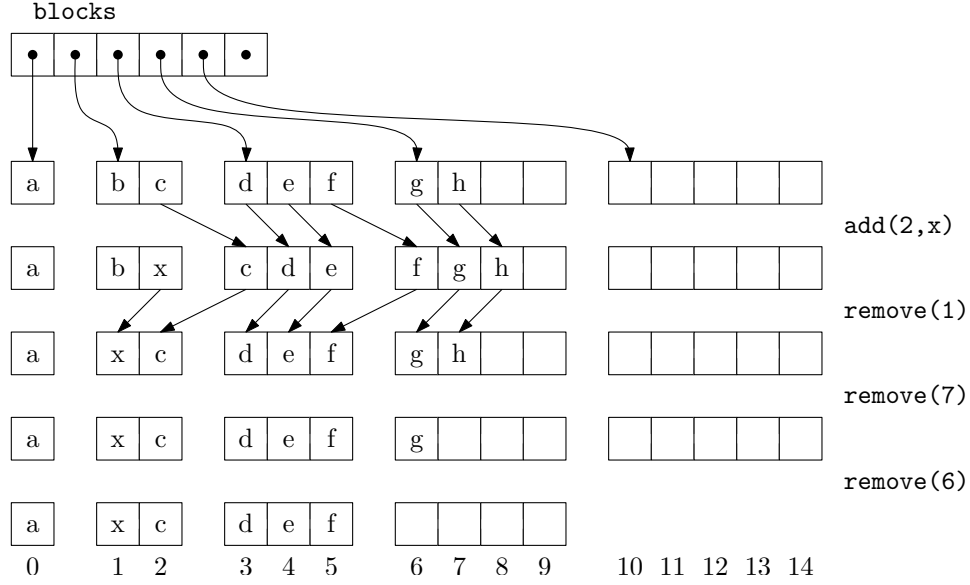 blocks
a b c d e f g h
add(2,x)
a b x c d e f g h
remove(1)
a x c d e f g h
remove(7)
a x c d e f g
remove(6)
a x c d e f
0 1 2 3 4 5 6 7 8 9 10 11 12 13 14